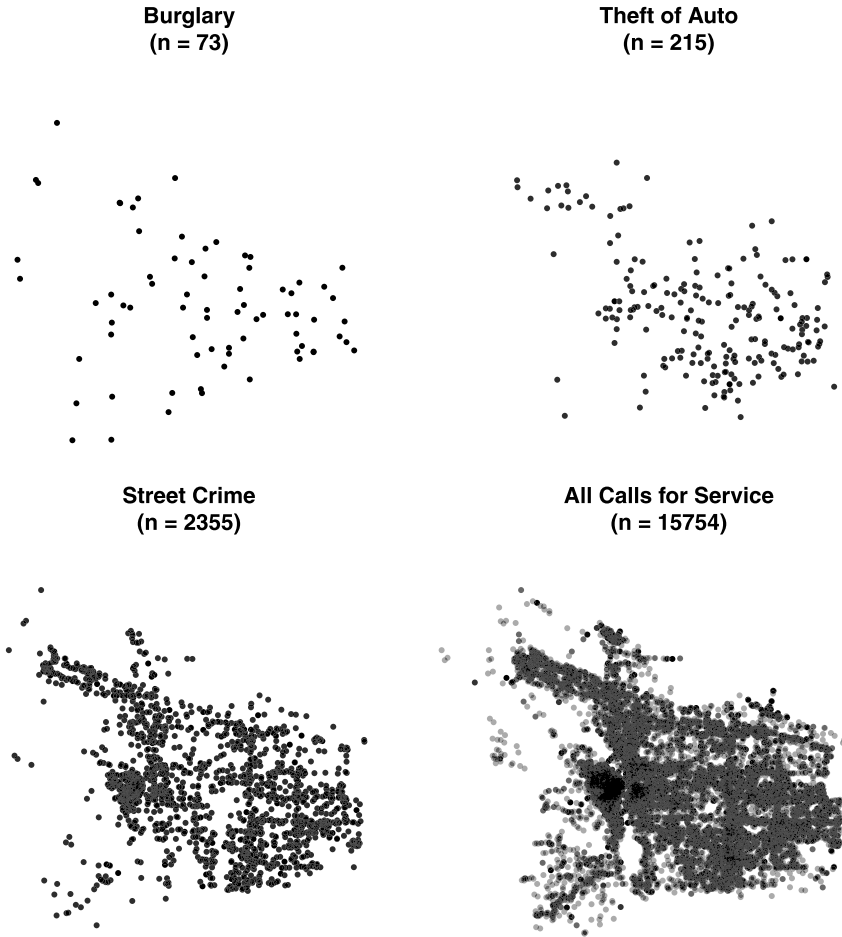 Burglary
(n = 73)
Theft of Auto
(n = 215)
Street Crime
(n = 2355)
All Calls for Service
(n = 15754)